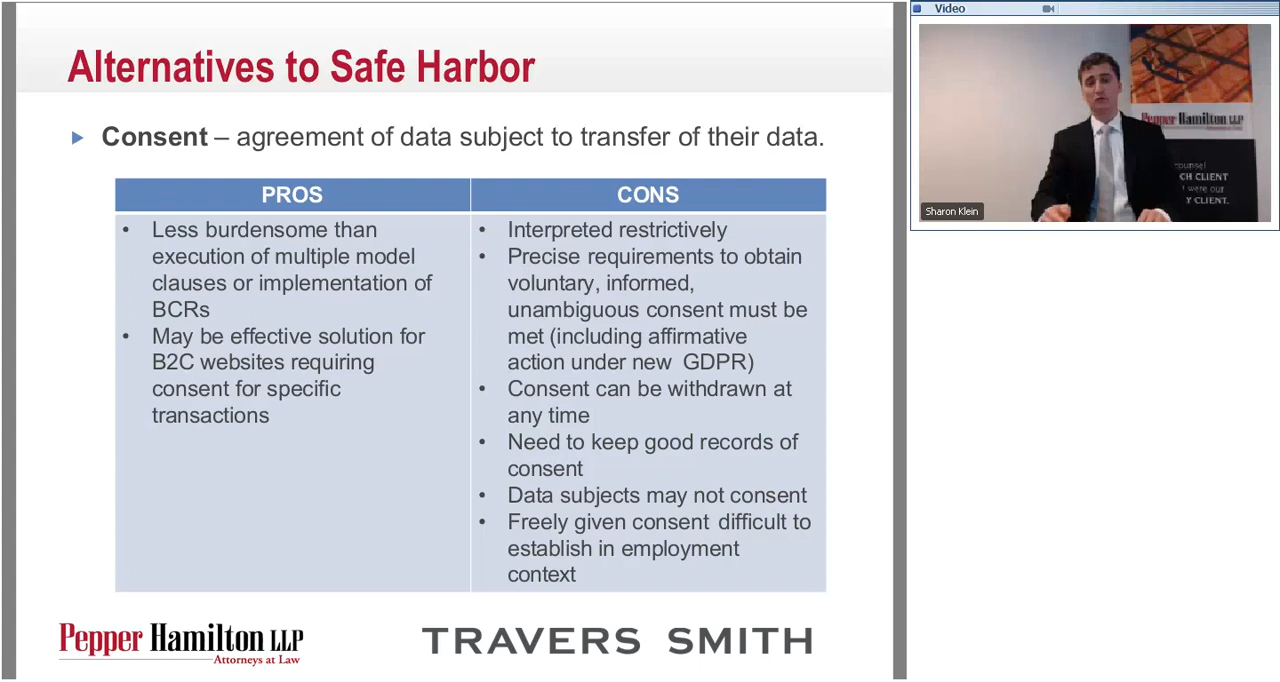 Alternatives to Safe Harbor
Consent – agreement of data subject to transfer of their data.
PROS
• Less burdensome than
execution of multiple model
clauses or implementation of
BCRs
• May be effective solution for
B2C websites requiring
consent for specific
transactions
CONS
• Interpreted restrictively
• Precise requirements to obtain
voluntary, informed,
unambiguous consent must be
met (including affirmative
action under new GDPR)
• Consent can be withdrawn at
any time
• Need to keep good records of
consent
• Data subjects may not consent
• Freely given consent difficult to
establish in employment
context
Pepper Hamilton LLP
Attorneys at Law
TRAVERS SMITH
Video
Pepper Hamilton LLP
counsel
CH CLIENT
were our
Y CLIENT.
Sharon Klein